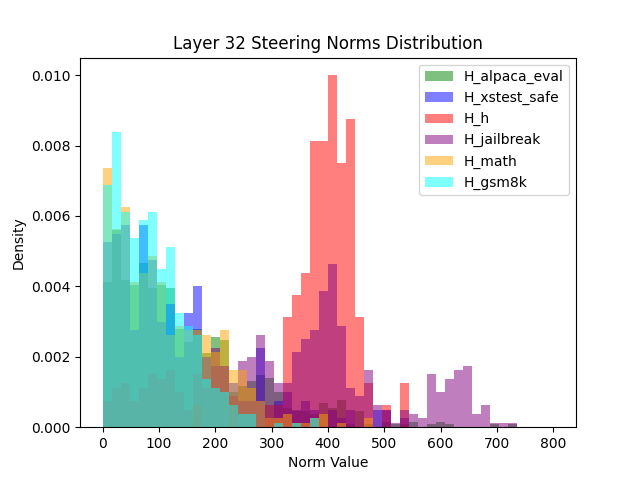 Layer 32 Steering Norms Distribution
H_alpaca_eval
H_xstest_safe
H_h
H_jailbreak
H_math
H_gsm8k
Density
0.010
0.008
0.006
0.004
0.002
0.000
0 100 200 300 400 500 600 700 800
Norm Value